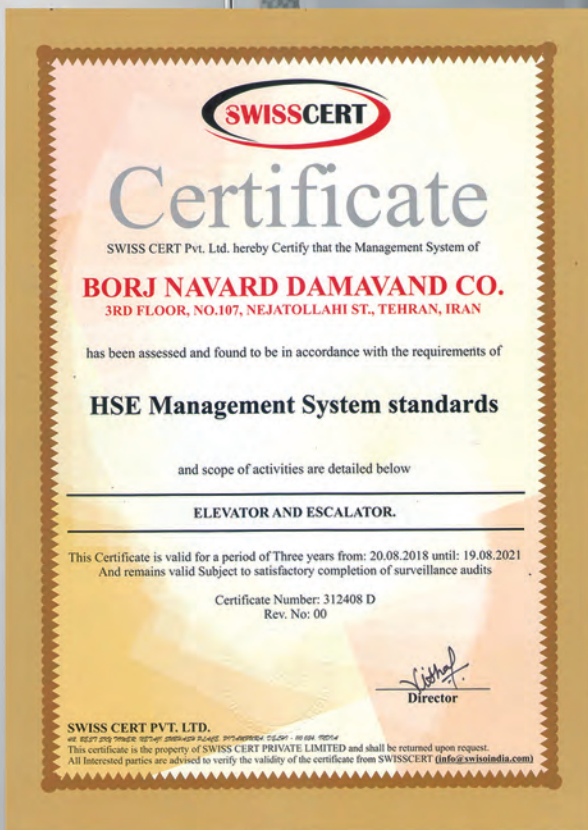 SWISSCERT
Certificate
SWISS CERT Pvt. Ltd. hereby Certify that the Management System of
BORJ NAVARD DAMAVAND CO.
3RD FLOOR, NO.107, NEJATOLLAHI ST., TEHRAN, IRAN
has been assessed and found to be in accordance with the requirements of
HSE Management System standards
and scope of activities are detailed below
ELEVATOR AND ESCALATOR.
This Certificate is valid for a period of Three years from: 20.08.2018 until: 19.08.2021
And remains valid Subject to satisfactory completion of surveillance audits
Certificate Number: 312408 D
Rev. No: 00
Director
SWISS CERT PVT. LTD.
PLACE, PITAMPURA, DELHI - INDIA
This certificate is the property of SWISS CERT PRIVATE LIMITED and shall be returned upon request.
All Interested parties are advised to verify the validity of the certificate from SWISSCERT (info@swisoindia.com)